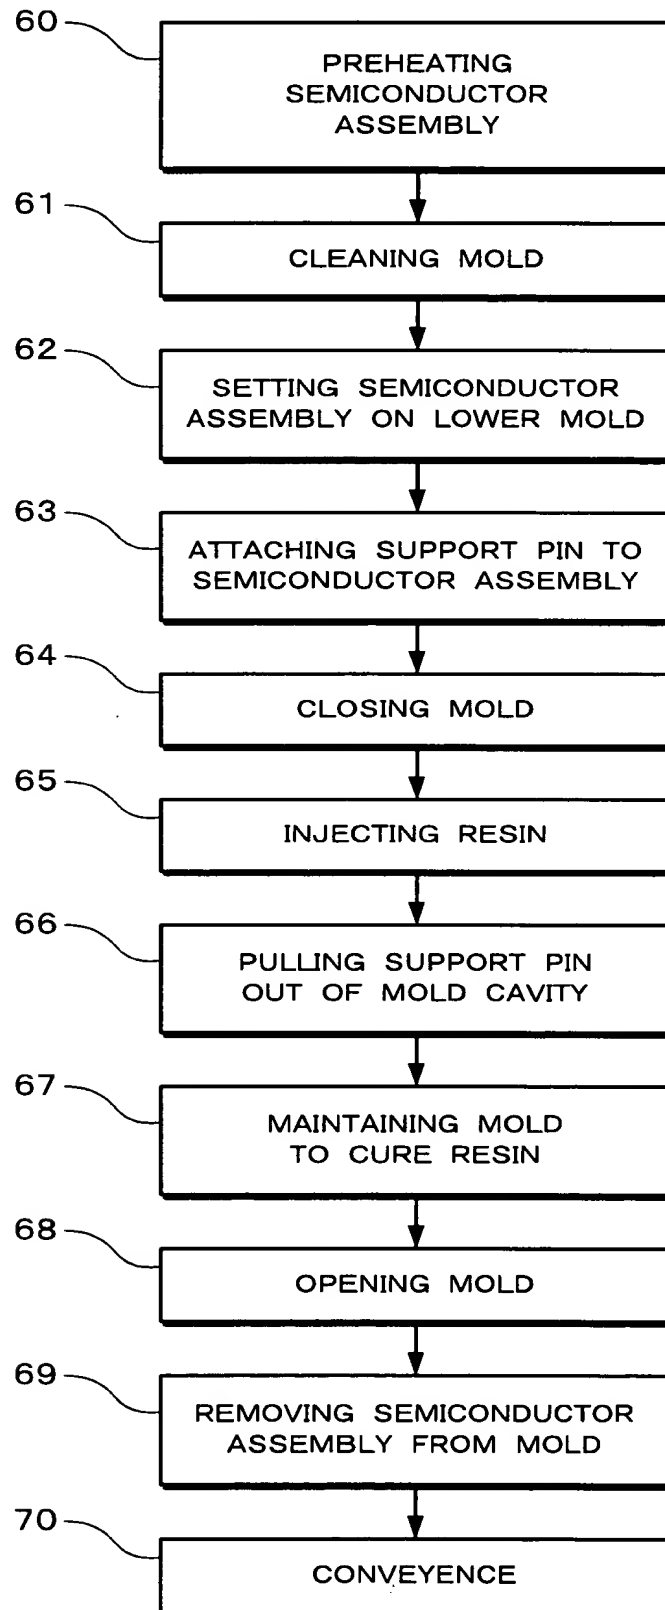 60
PREHEATING
SEMICONDUCTOR
ASSEMBLY
61
CLEANING MOLD
62
SETTING SEMICONDUCTOR
ASSEMBLY ON LOWER MOLD
63
ATTACHING SUPPORT PIN TO
SEMICONDUCTOR ASSEMBLY
64
CLOSING MOLD
65
INJECTING RESIN
66
PULLING SUPPORT PIN
OUT OF MOLD CAVITY
67
MAINTAINING MOLD
TO CURE RESIN
68
OPENING MOLD
69
REMOVING SEMICONDUCTOR
ASSEMBLY FROM MOLD
70
CONVEYENCE